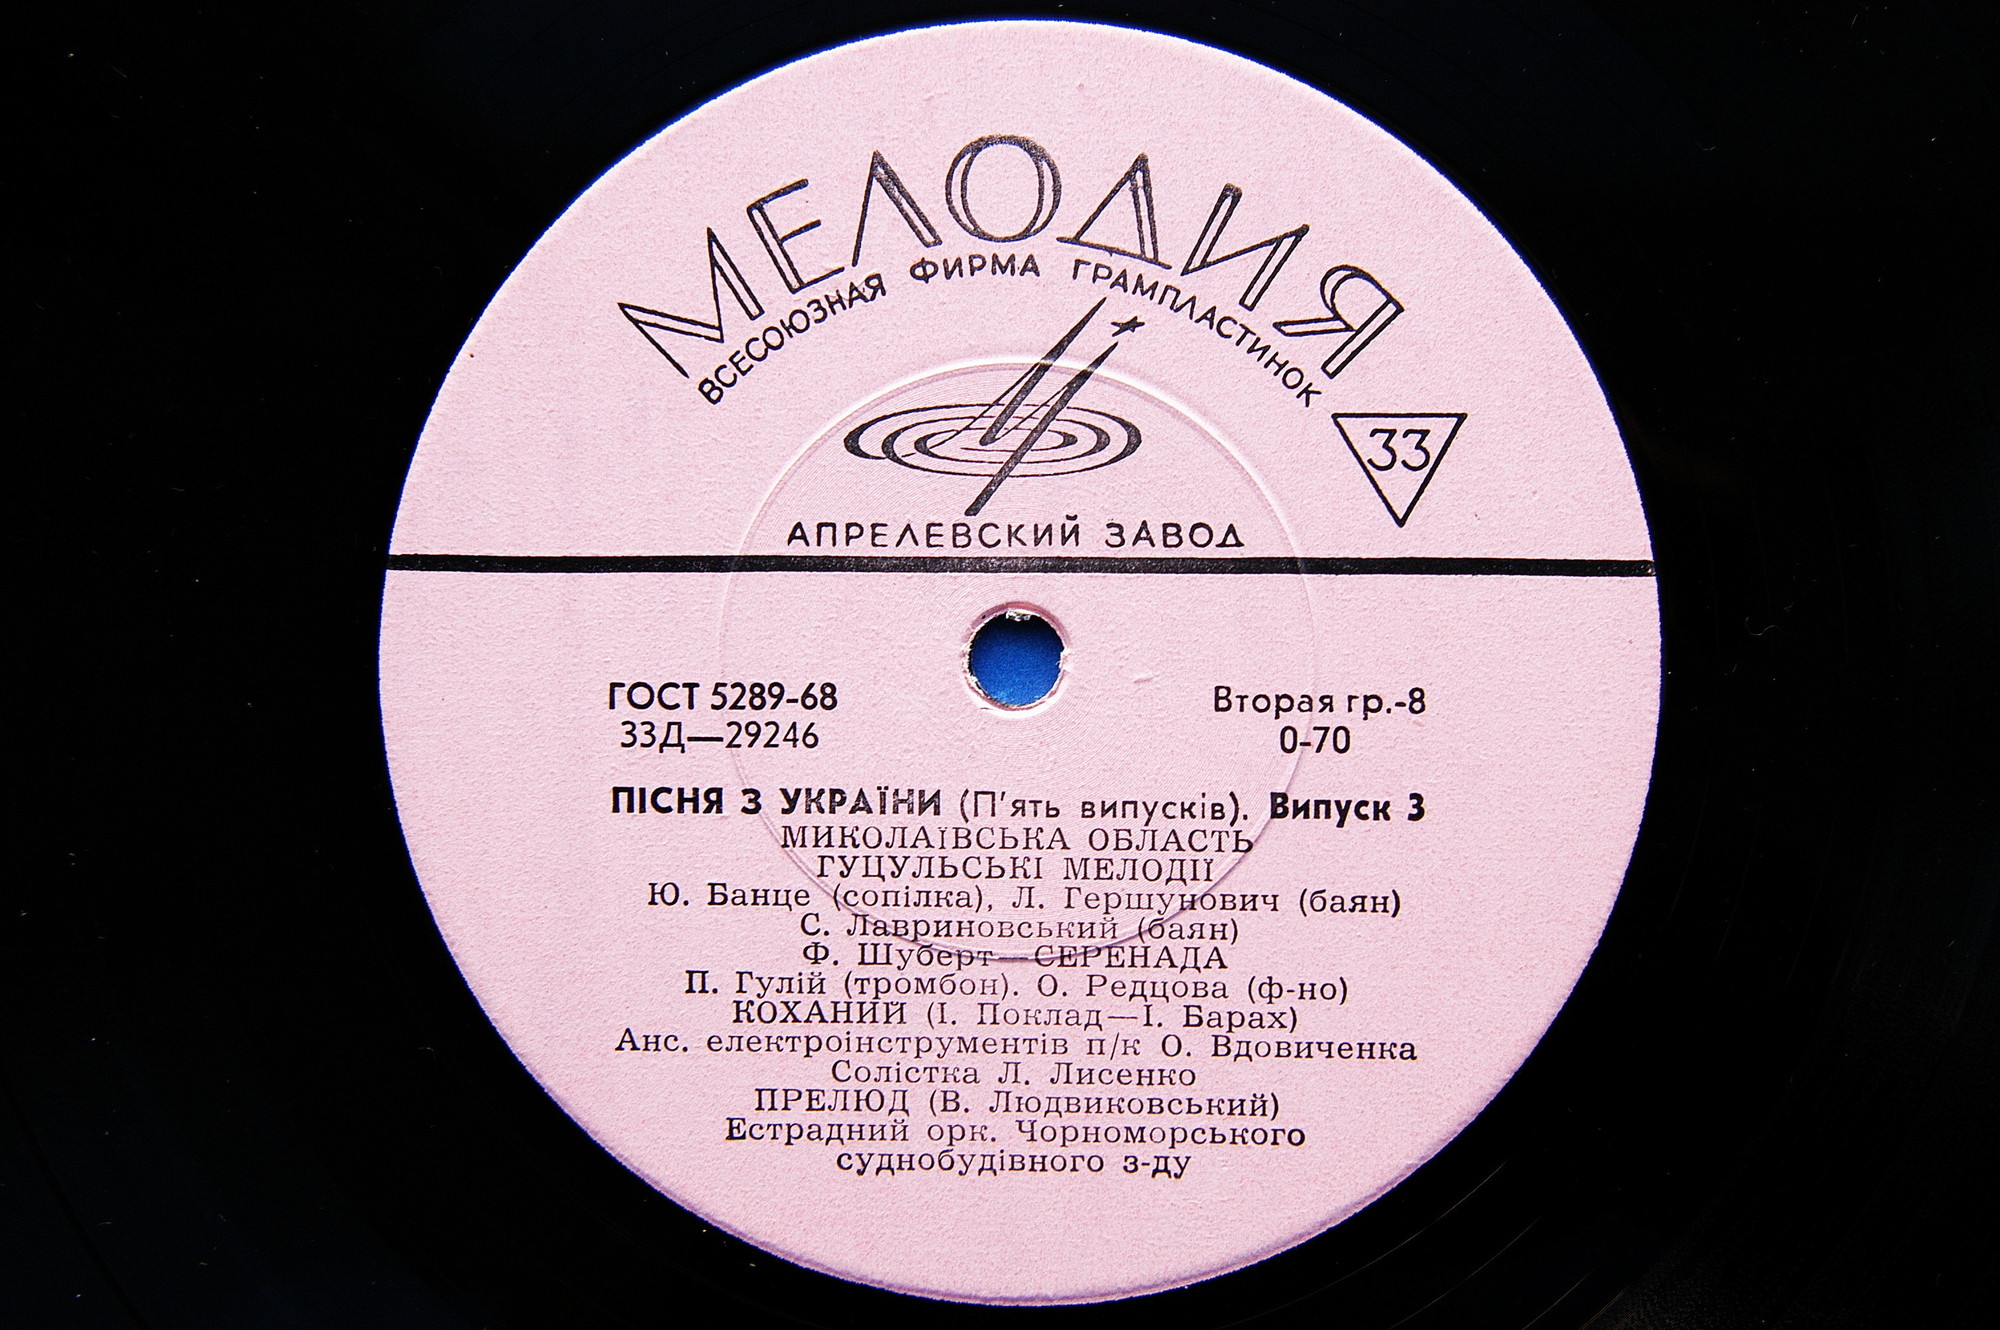 МЕЛОДИЯ
ВСЕСОЮЗНАЯ ФИРМА ГРАМПЛАСТИНОК
33
АПРЕЛЕВСКИЙ ЗАВОД
ГОСТ 5289-68
Вторая гр.-8
33Д—29246
0-70
ПІСНЯ З УКРАЇНИ (П'ять випусків). Випуск 3
МИКОЛАЇВСЬКА ОБЛАСТЬ
ГУЦУЛЬСЬКІ МЕЛОДІЇ
Ю. Банце (сопілка), Л. Гершунович (баян)
С. Лавриновський (баян)
Ф. Шуберт—СЕРЕНАДА
П. Гулій (тромбон). О. Редцова (ф-но)
КОХАНИЙ (І. Поклад—І. Барах)
Анс. електроінструментів п/к О. Вдовиченка
Солістка Л. Лисенко
ПРЕЛЮД (В. Людвиковський)
Естрадний орк. Чорноморського
суднобудівного з-ду